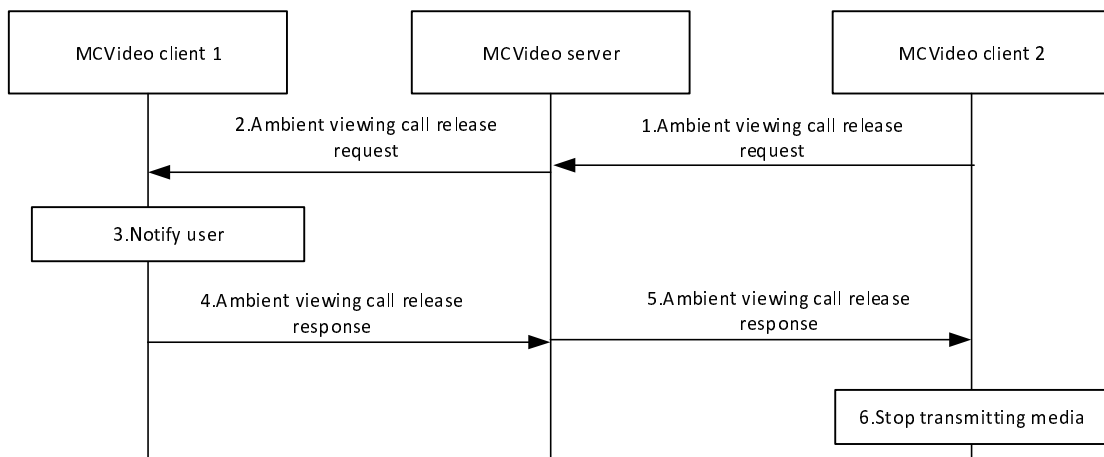 MCVideo client 1
MCVideo server
MCVideo client 2
2.Ambient viewing call release
request
1.Ambient viewing call release
request
3.Notify user
4.Ambient viewing call release
response
5.Ambient viewing call release
response
6.Stop transmitting media